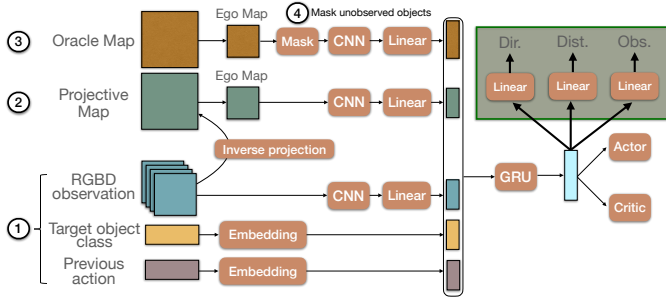 ④ Mask unobserved objects
Dir. Dist. Obs.
③ Oracle Map
Ego Map
Mask CNN Linear
Linear Linear Linear
② Projective
Map
Ego Map
CNN Linear
Inverse projection
Actor
① RGBD
observation
CNN Linear
GRU
Critic
Target object
class
Embedding
Previous
action
Embedding